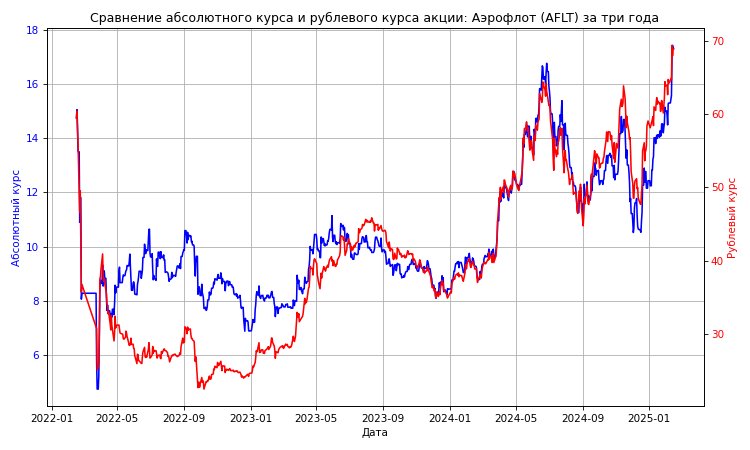 Сравнение абсолютного курса и рублевого курса акции: Аэрофлот (AFLT) за три года
18
16
14
12
10
8
6
Абсолютный курс
70
60
50
40
30
Рублевый курс
2022-01 2022-05 2022-09 2023-01 2023-05 2023-09 2024-01 2024-05 2024-09 2025-01
Дата